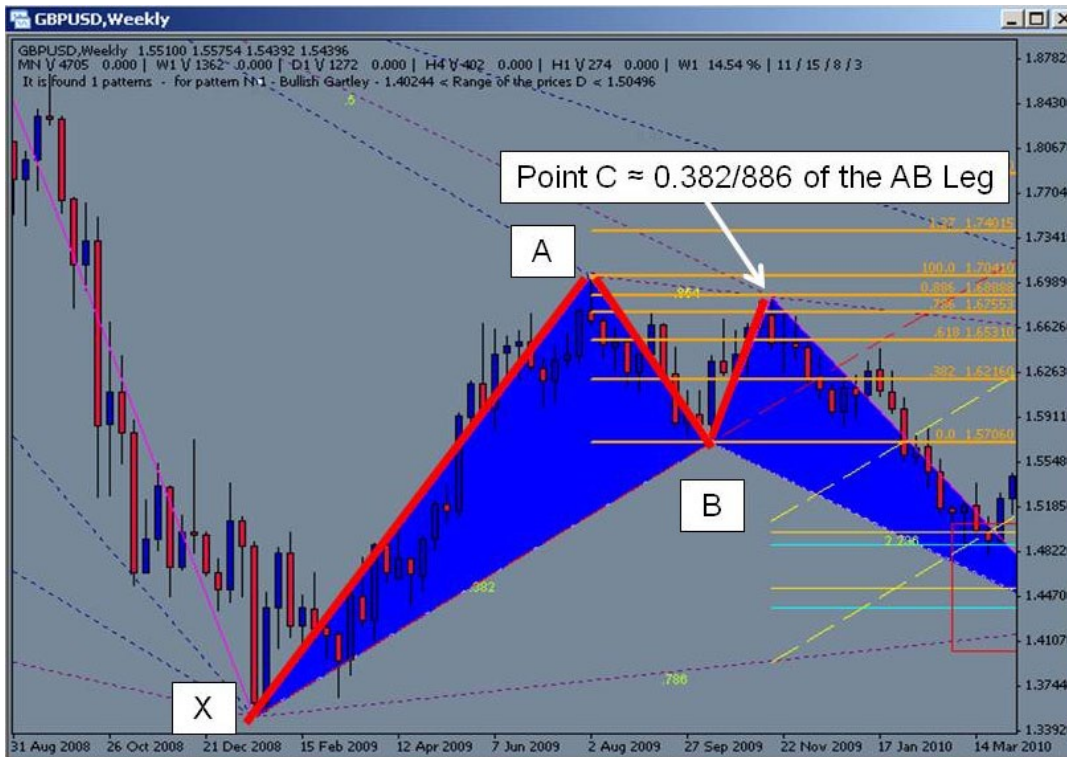 GBPUSD,Weekly
GBPUSD,Weekly 1.55100 1.55754 1.54392 1.54396
MN \/ 4705 0.000 | W1 \/ 1362 0.000 | D1 \/ 1272 0.000 | H4 \/ 402 0.000 | H1 \/ 274 0.000 | W1 14.54 % | 11 / 15 / 8 / 3
It is found 1 patterns - for pattern N 1 - Bullish Gartley - 1.40244 < Range of the prices D < 1.50496
.5
Point C ≈ 0.382/886 of the AB Leg
A
1.27 1.74015
100.0 1.70410
0.886 1.68888
.786 1.67553
.618 1.65310
.382 1.62160
0.0 1.57060
B
2.236
.382
.786
X
1.8782
1.8430
1.8067
1.7704
1.7341
1.6989
1.6626
1.6263
1.5911
1.5548
1.5185
1.4822
1.4470
1.4107
1.3744
1.3392
31 Aug 2008
26 Oct 2008
21 Dec 2008
15 Feb 2009
12 Apr 2009
7 Jun 2009
2 Aug 2009
27 Sep 2009
22 Nov 2009
17 Jan 2010
14 Mar 2010